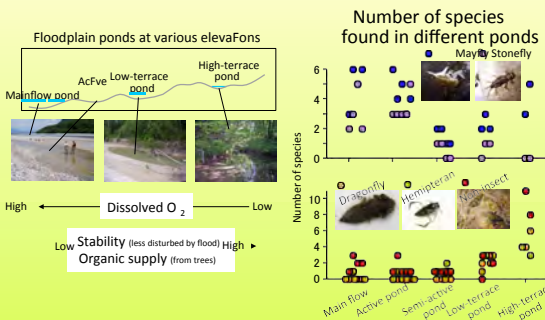 Floodplain ponds at various elevaFons
Mainflow pond
AcFve
Low-terrace
pond
High-terrace
pond
High
Dissolved O 2
Low
Low
Stability (less disturbed by flood)
High
Organic supply (from trees)
Number of species
found in different ponds
Mayfly
Stonefly
6
4
2
0
Number of species
Dragonfly
Hemipteran
10
8
6
4
2
0
Main flow
Active pond
Semi-active
pond
Low-terrace
pond
High-terrace
pond